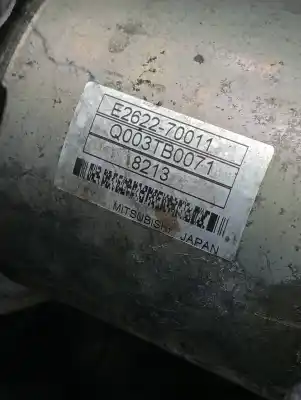 E2622-70011
Q003TB0071
18213
MITSUBISHI JAPAN